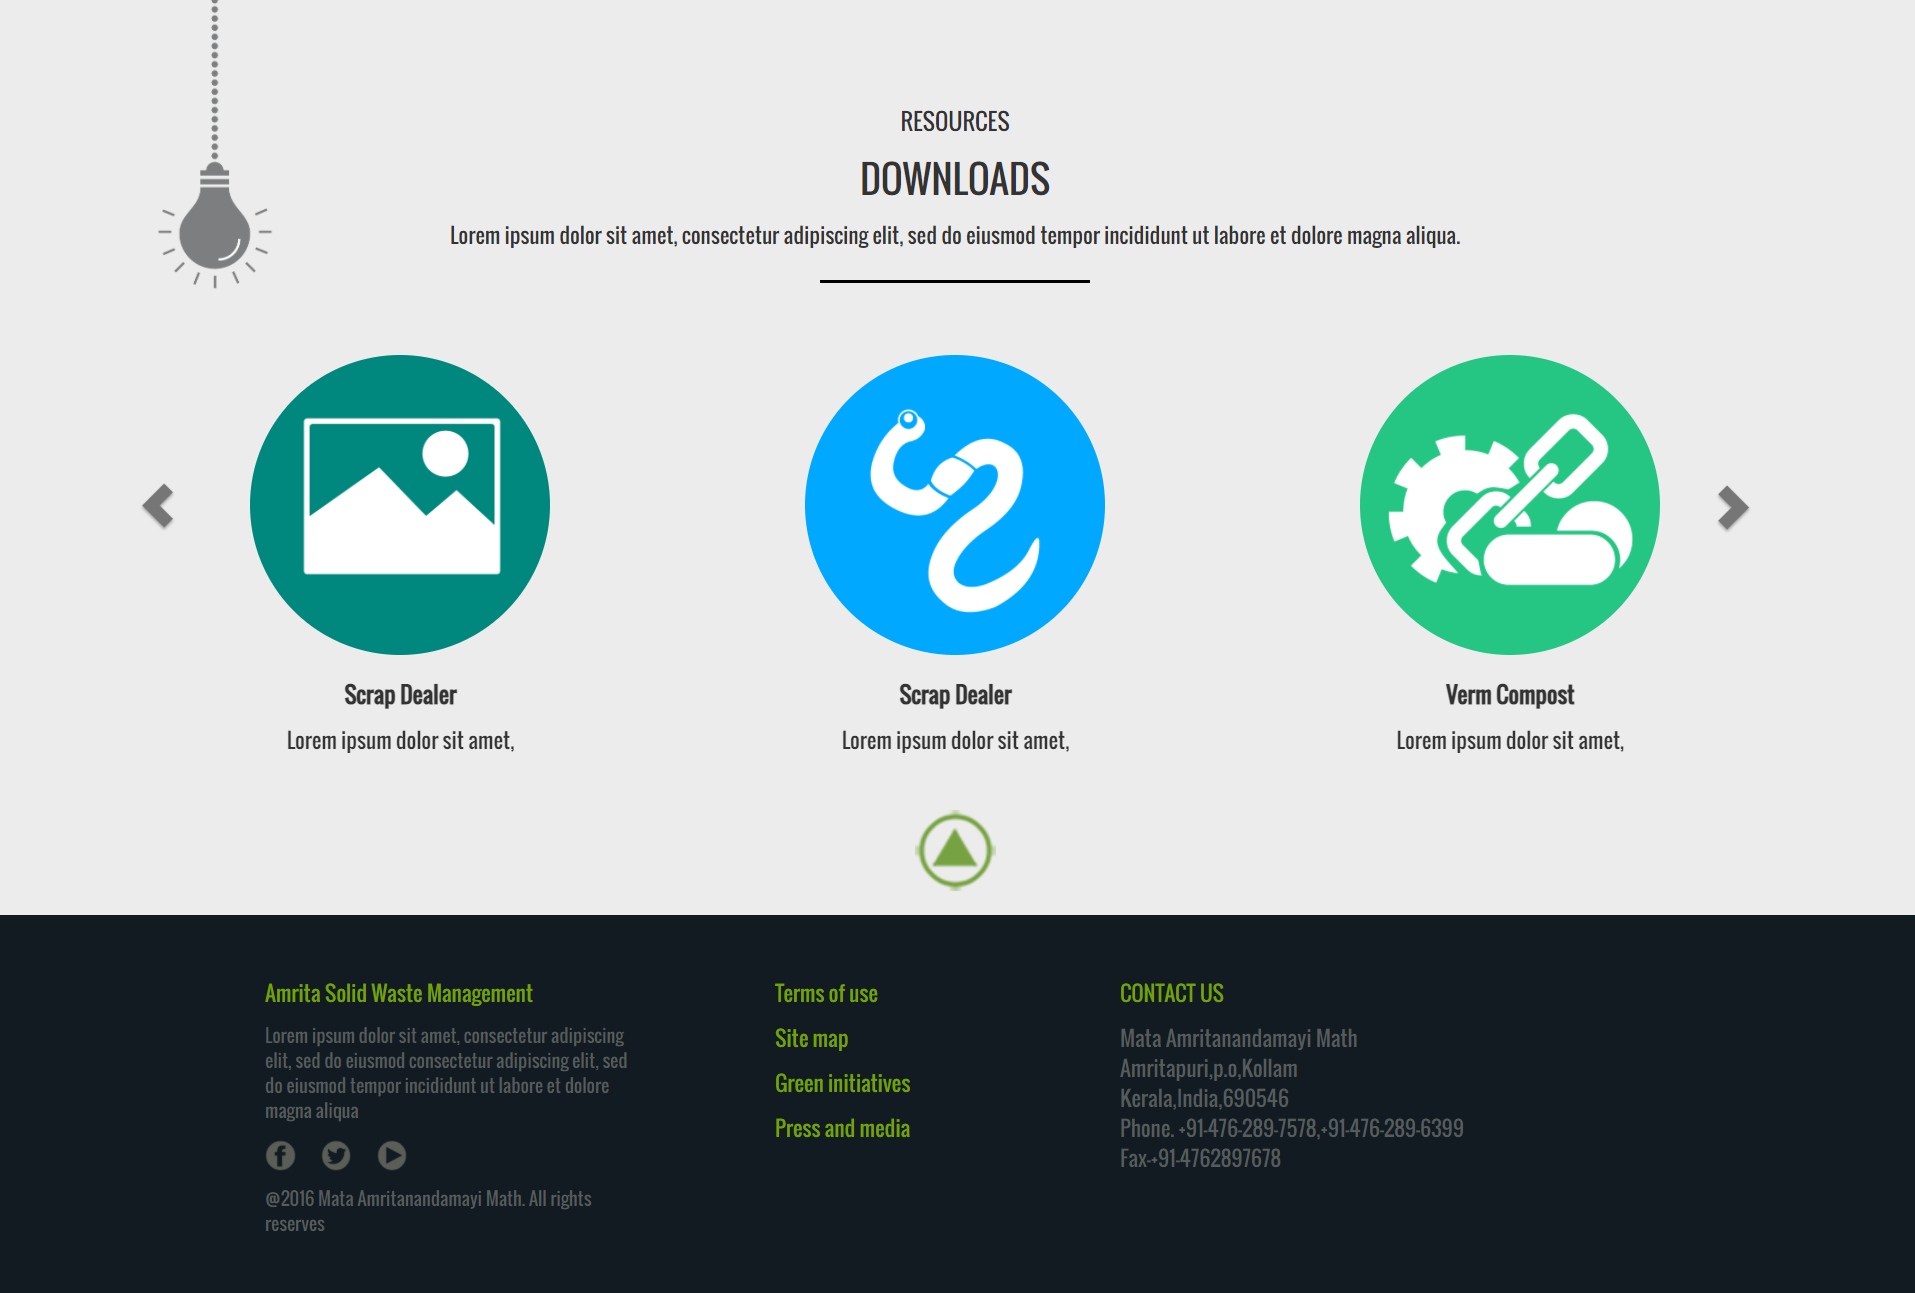 RESOURCES
DOWNLOADS
Lorem ipsum dolor sit amet, consectetur adipiscing elit, sed do eiusmod tempor incididunt ut labore et dolore magna aliqua.
Scrap Dealer
Lorem ipsum dolor sit amet,
Scrap Dealer
Lorem ipsum dolor sit amet,
Verm Compost
Lorem ipsum dolor sit amet,
Amrita Solid Waste Management
Lorem ipsum dolor sit amet, consectetur adipiscing
elit, sed do eiusmod consectetur adipiscing elit, sed
do eiusmod tempor incididunt ut labore et dolore
magna aliqua
@2016 Mata Amritanandamayi Math. All rights
reserves
Terms of use
Site map
Green initiatives
Press and media
CONTACT US
Mata Amritanandamayi Math
Amritapuri,p.o,Kollam
Kerala,India,690546
Phone. +91-476-289-7578,+91-476-289-6399
Fax-+91-4762897678